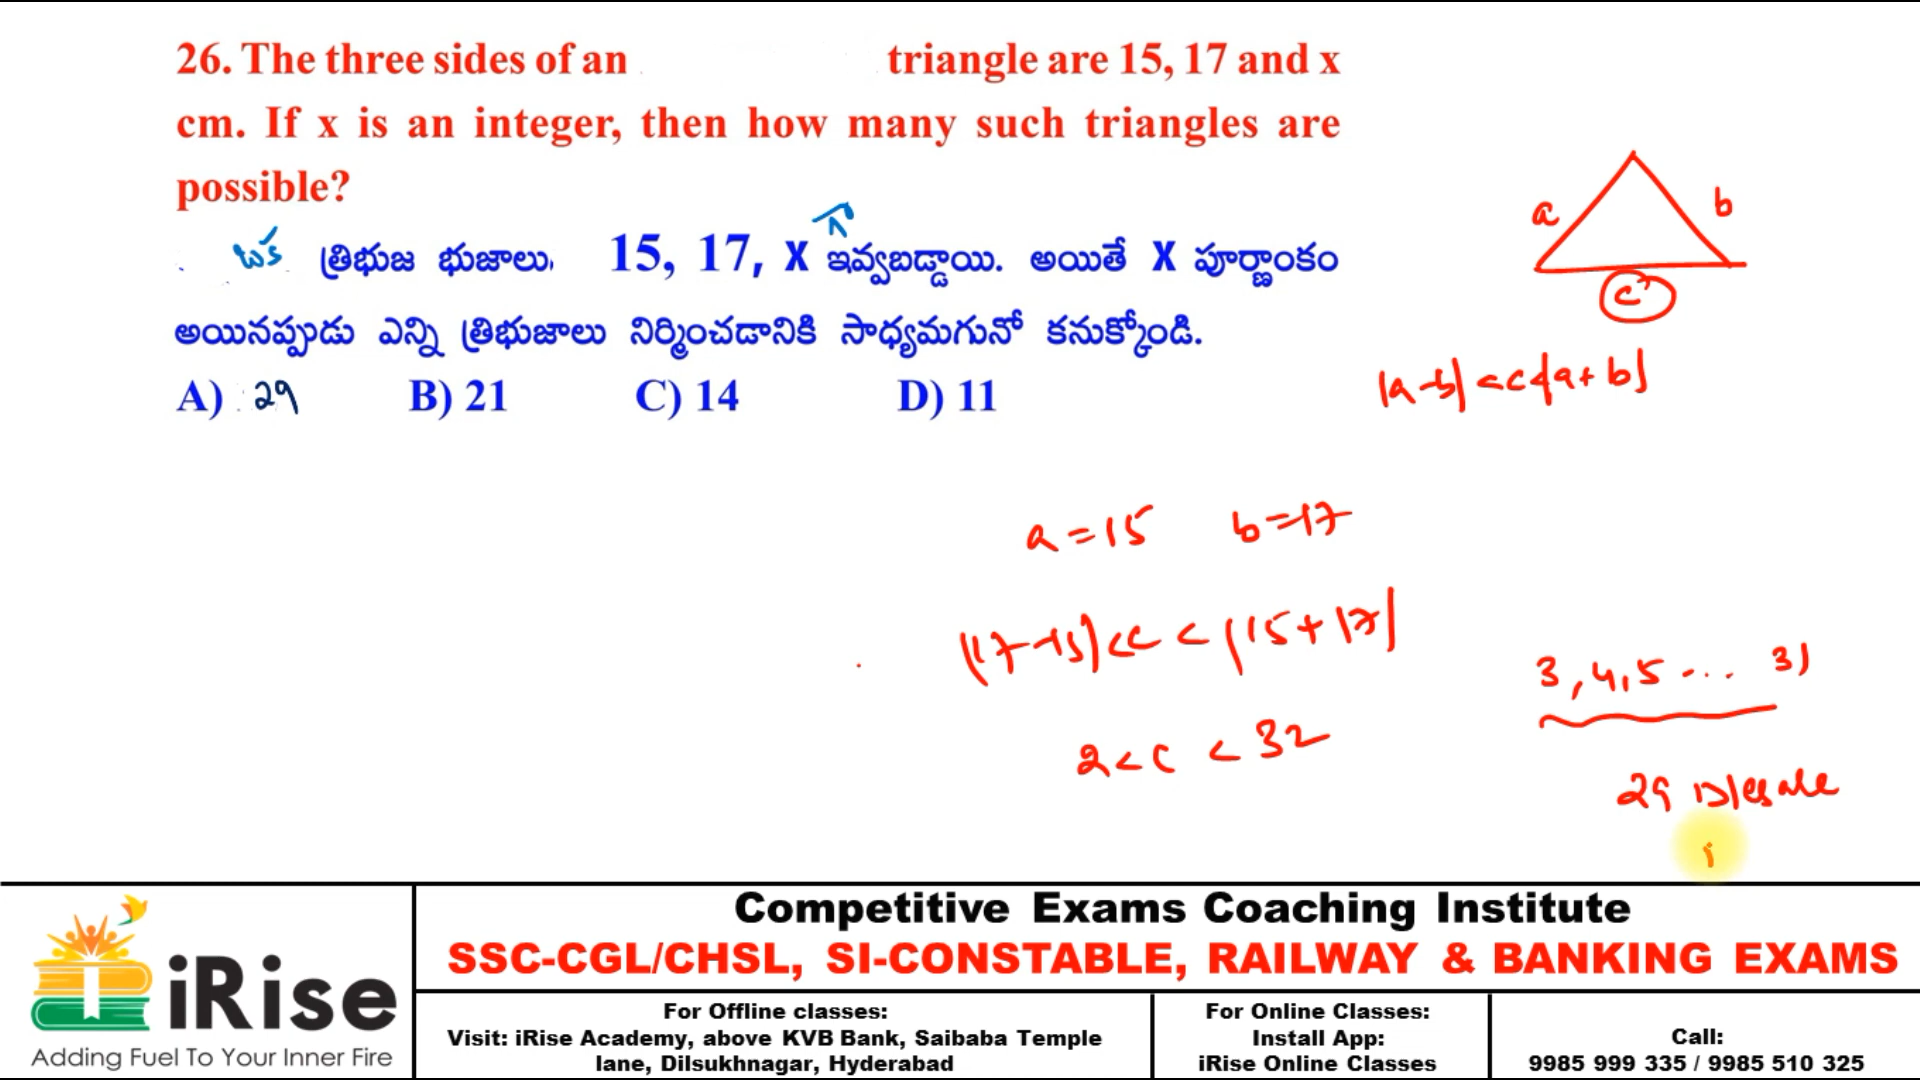 26. The three sides of an triangle are 15, 17 and x
cm. If x is an integer, then how many such triangles are
possible?
ఒక త్రిభుజ భుజాలు, 15, 17, x ఇవ్వబడ్డాయి. అయితే X పూర్ణాంకం
అయినప్పుడు ఎన్ని త్రిభుజాలు నిర్మించడానికి సాధ్యమగునో కనుక్కోండి.
A) 29 B) 21 C) 14 D) 11
a b
c
|a-b| < c < |a+b|
a = 15 b = 17
|17-15| < c < |15+17|
2 < c < 32
3, 4, 5 ... 31
29
iRise
Adding Fuel To Your Inner Fire
Competitive Exams Coaching Institute
SSC-CGL/CHSL, SI-CONSTABLE, RAILWAY & BANKING EXAMS
For Offline classes:
Visit: iRise Academy, above KVB Bank, Saibaba Temple
lane, Dilsukhnagar, Hyderabad
For Online Classes:
Install App:
iRise Online Classes
Call:
9985 999 335 / 9985 510 325